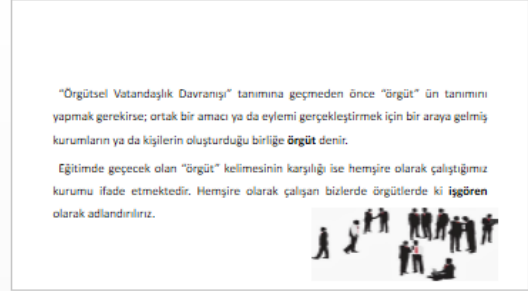 "Örgütsel Vatandaşlık Davranışı" tanımına geçmeden önce "örgüt" ün tanımını
yapmak gerekirse; ortak bir amacı ya da eylemi gerçekleştirmek için bir araya gelmiş
kurumların ya da kişilerin oluşturduğu birliğe örgüt denir.
Eğitimde geçecek olan "örgüt" kelimesinin karşılığı ise hemşire olarak çalıştığımız
kurumu ifade etmektedir. Hemşire olarak çalışan bizlerde örgütlerde ki işgören
olarak adlandırılırız.